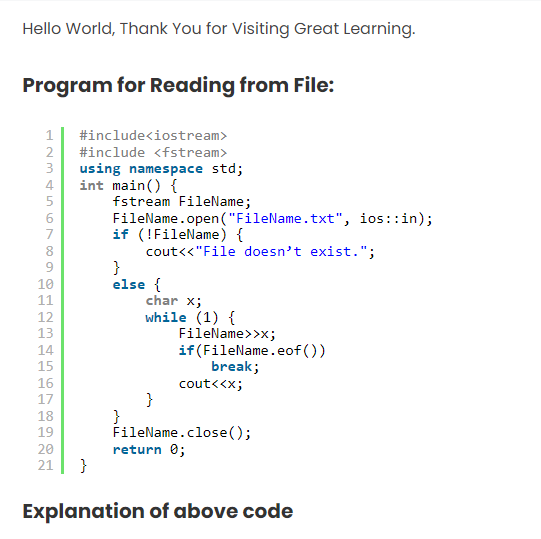 Hello World, Thank You for Visiting Great Learning.
Program for Reading from File:
1 #include<iostream>
2 #include <fstream>
3 using namespace std;
4 int main() {
5     fstream FileName;
6     FileName.open("FileName.txt", ios::in);
7     if (!FileName) {
8         cout<<"File doesn’t exist.";
9     }
10     else {
11         char x;
12         while (1) {
13             FileName>>x;
14             if(FileName.eof())
15                 break;
16             cout<<x;
17         }
18     }
19     FileName.close();
20     return 0;
21 }
Explanation of above code